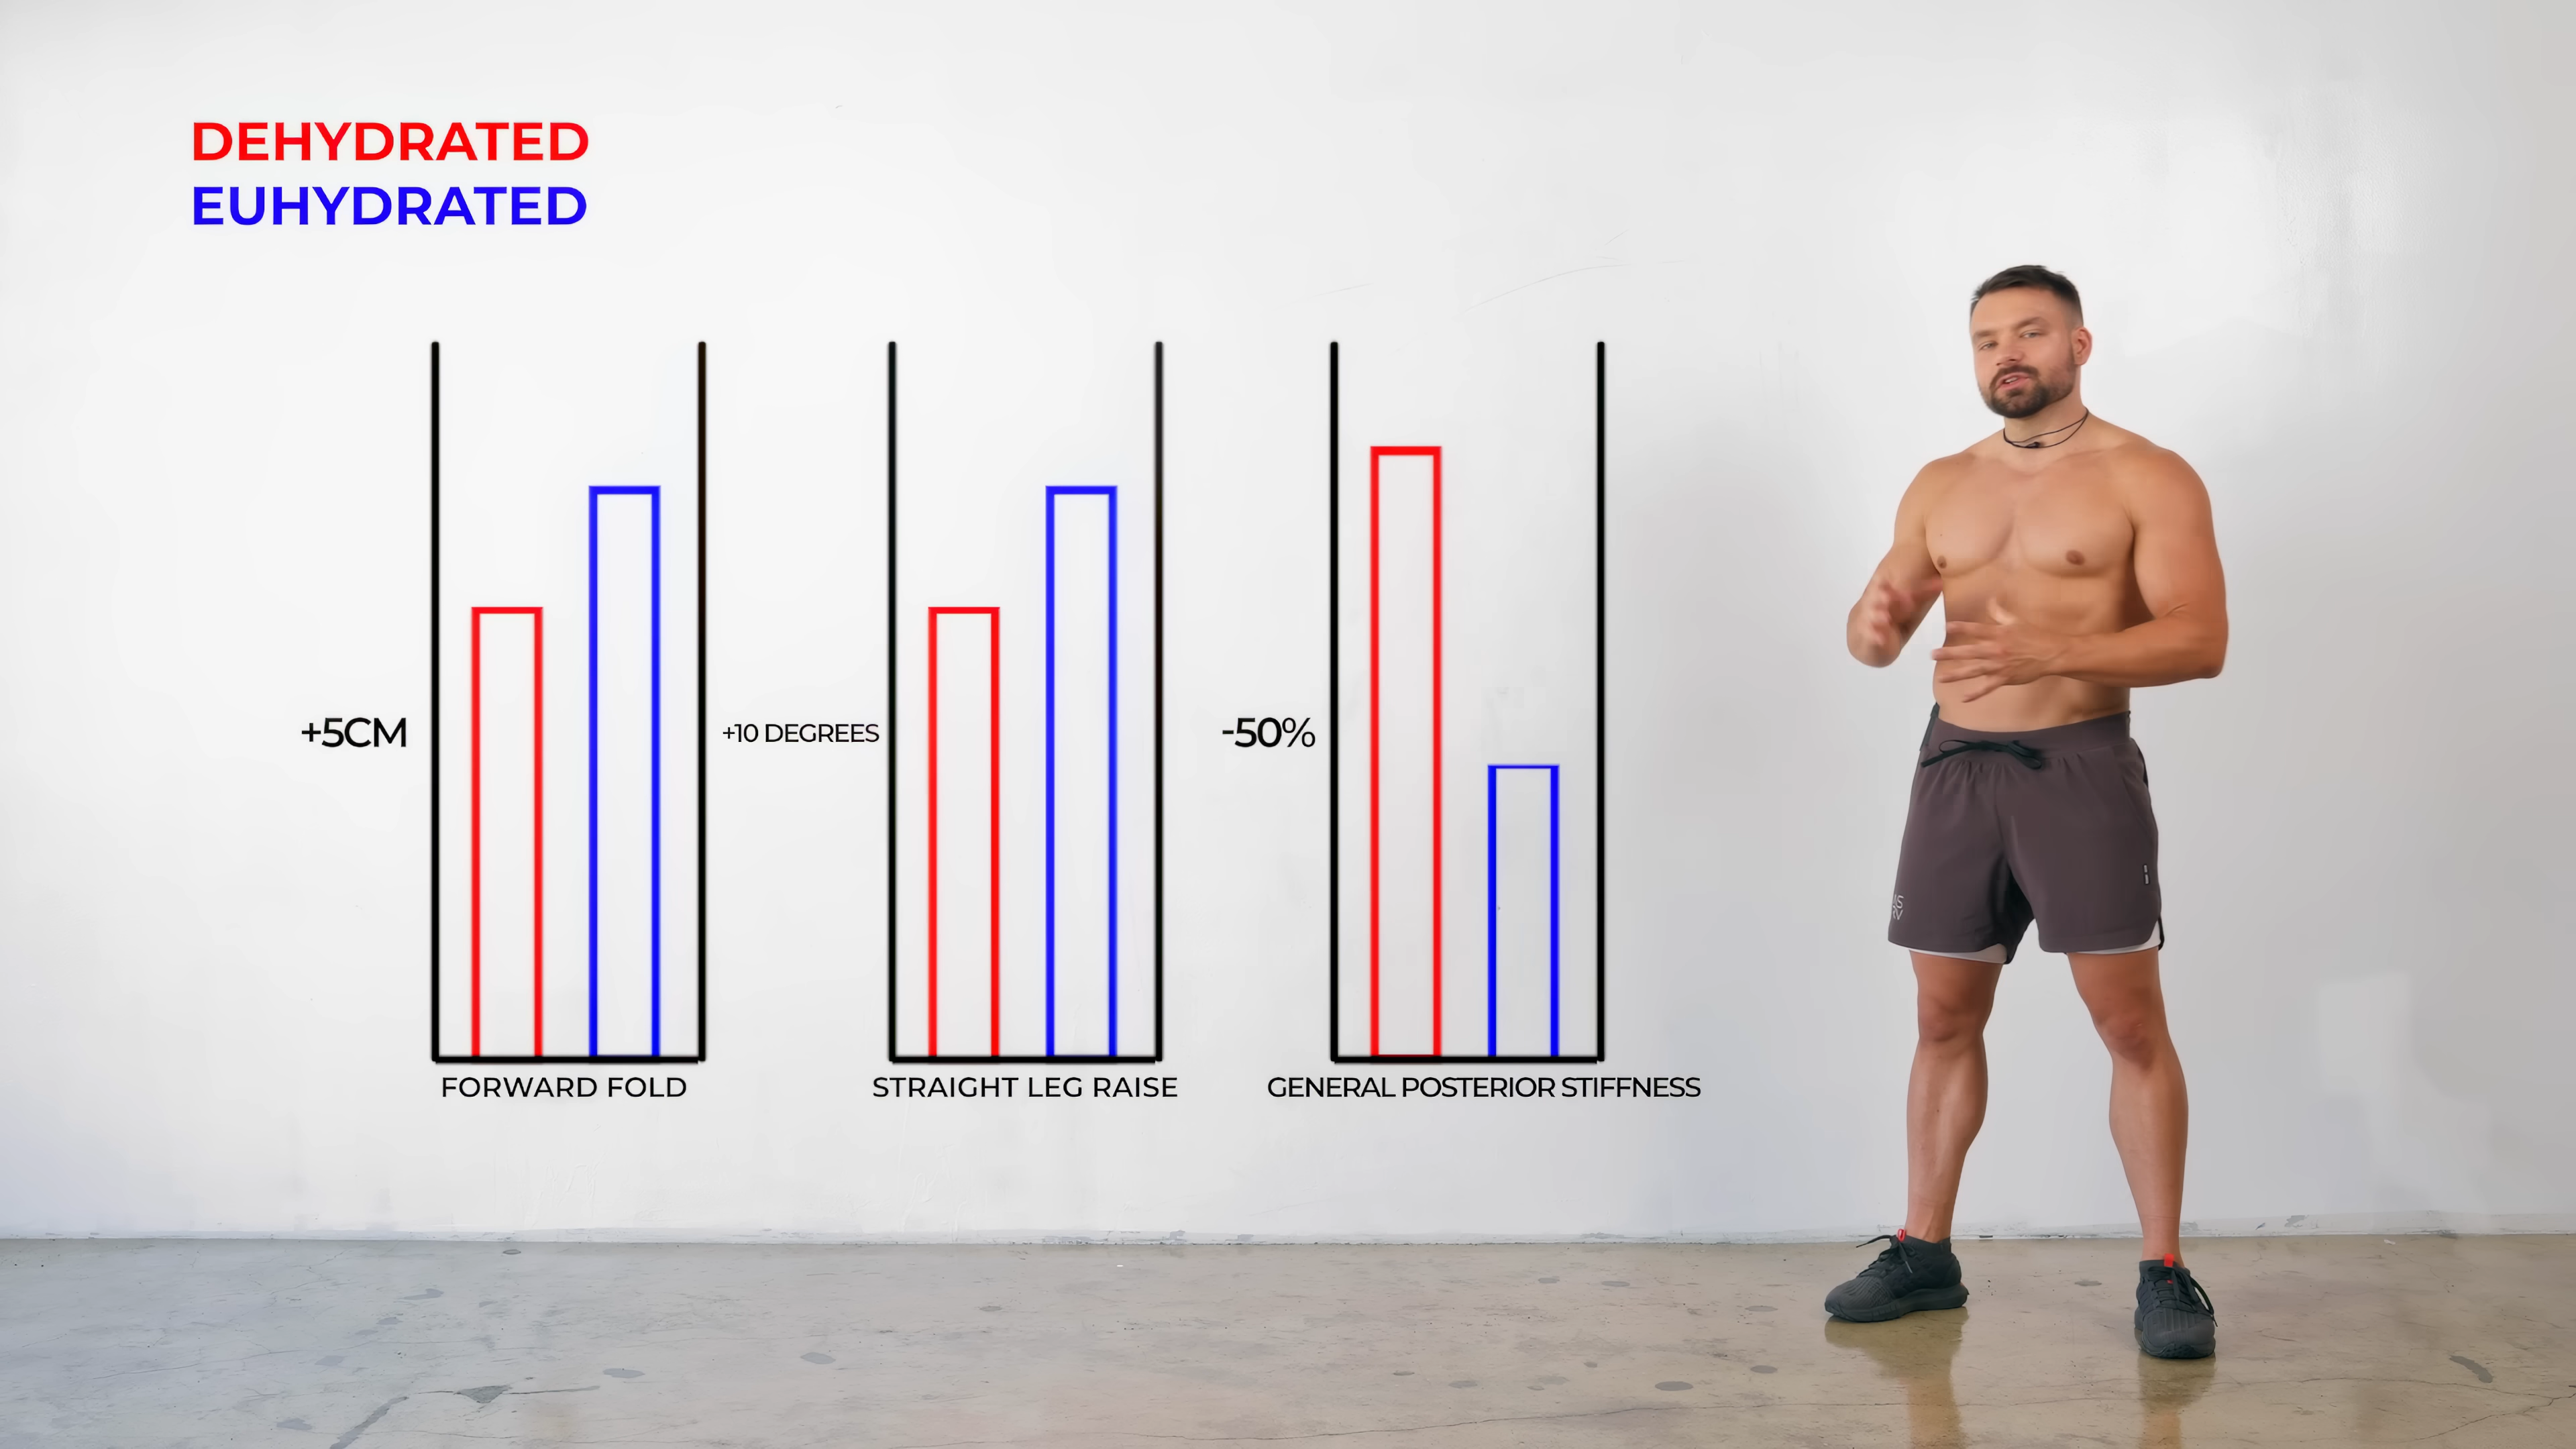 DEHYDRATED
EUHYDRATED
+5CM
+10 DEGREES
-50%
FORWARD FOLD
STRAIGHT LEG RAISE
GENERAL POSTERIOR STIFFNESS